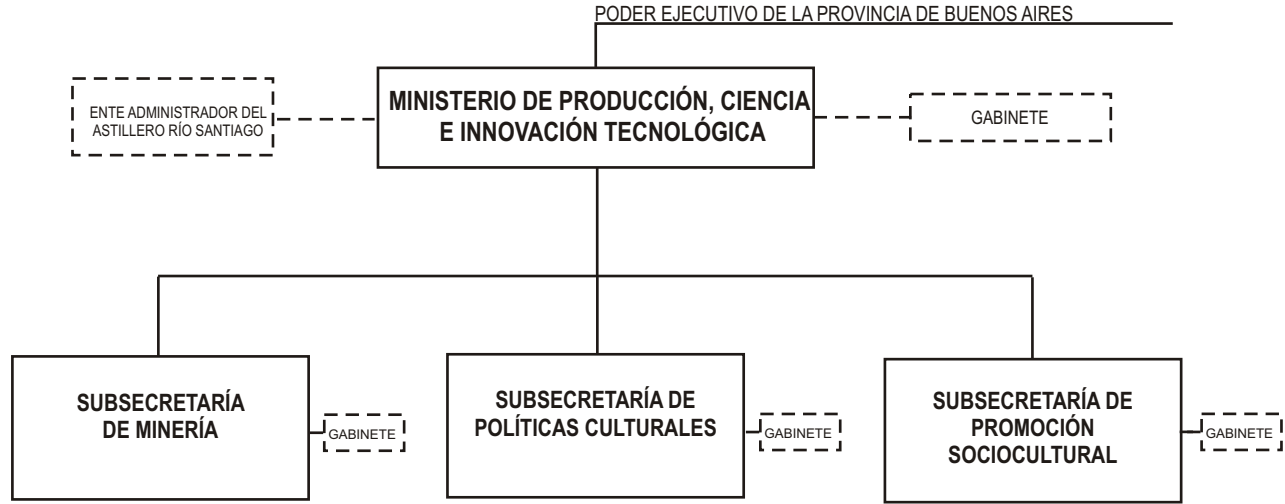 PODER EJECUTIVO DE LA PROVINCIA DE BUENOS AIRES
ENTE ADMINISTRADOR DEL
ASTILLERO RÍO SANTIAGO
MINISTERIO DE PRODUCCIÓN, CIENCIA
E INNOVACIÓN TECNOLÓGICA
GABINETE
SUBSECRETARÍA
DE MINERÍA
GABINETE
SUBSECRETARÍA DE
POLÍTICAS CULTURALES
GABINETE
SUBSECRETARÍA DE
PROMOCIÓN
SOCIOCULTURAL
GABINETE